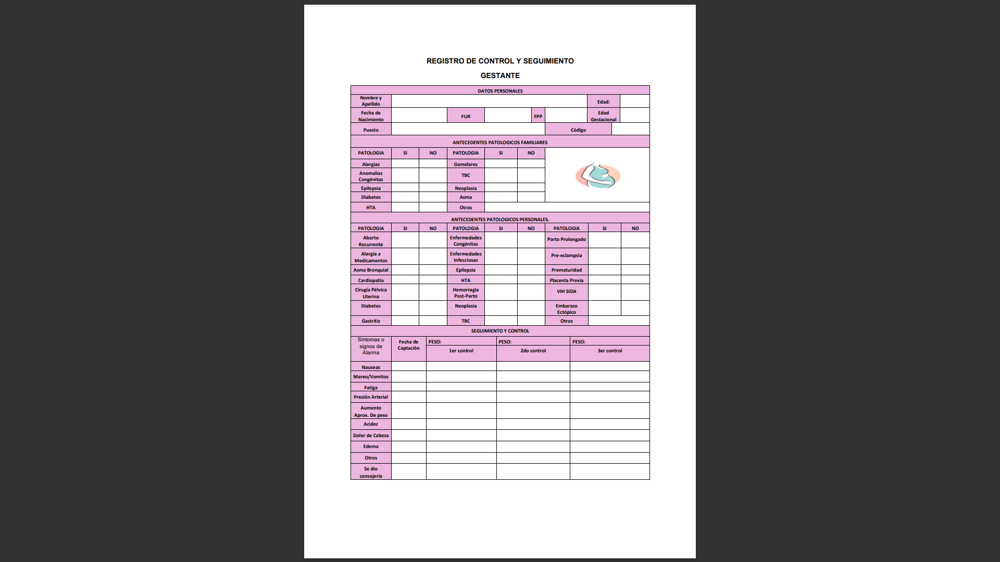 REGISTRO DE CONTROL Y SEGUIMIENTO
GESTANTE
DATOS PERSONALES
Nombre y Apellido Edad:
Fecha de Nacimiento FUR FPP Edad Gestacional
Puesto Código
ANTECEDENTES PATOLOGICOS FAMILIARES
PATOLOGIA SI NO PATOLOGIA SI NO
Alergias Gemelares
Anomalías Congénitas TBC
Epilepsia Neoplasia
Diabetes Asma
HTA Otros
ANTECEDENTES PATOLOGICOS PERSONALES.
PATOLOGIA SI NO PATOLOGIA SI NO PATOLOGIA SI NO
Aborto Recurrente Enfermedades Congénitas Parto Prolongado
Alergia a Medicamentos Enfermedades Infecciosas Pre-eclampsia
Asma Bronquial Epilepsia Prematuridad
Cardiopatía HTA Placenta Previa
Cirugía Pélvica Uterina Hemorragia Post-Parto VIH SIDA
Diabetes Neoplasia Embarazo Ectópico
Gastritis TBC Otros
SEGUIMIENTO Y CONTROL
Sintomas o signos de Alarma Fecha de Captación PESO: PESO: PESO:
1er control 2do control 3er control
Nauseas
Mareo/Vomitos
Fatiga
Presión Arterial
Aumento Aprox. De peso
Acidez
Dolor de Cabeza
Edema
Otros
Se dio consejería